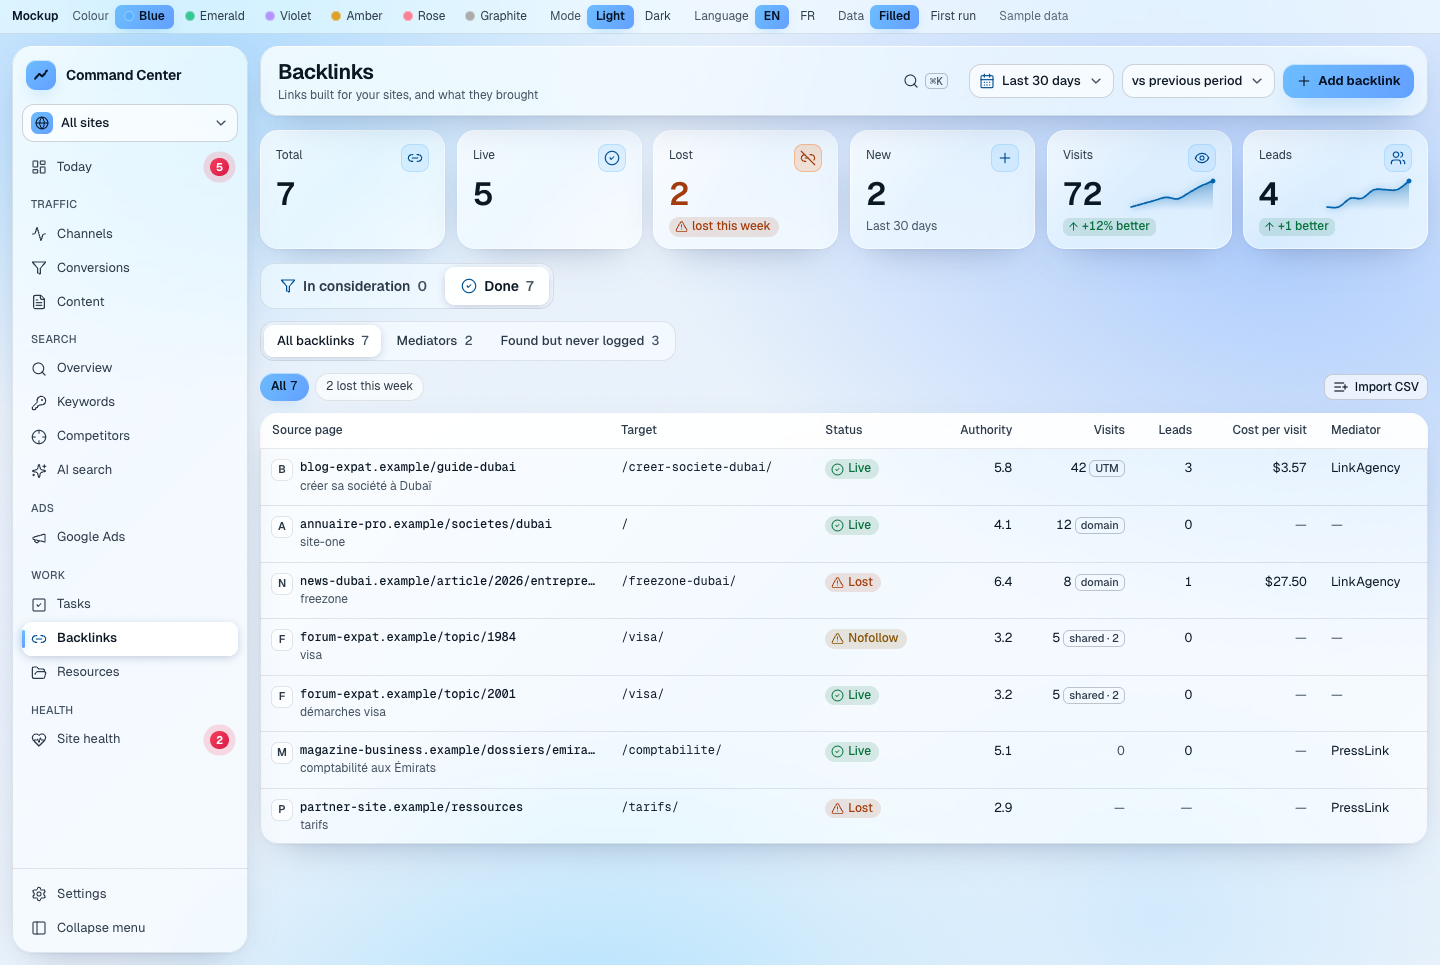 Mockup Colour Blue Emerald Violet Amber Rose Graphite Mode Light Dark Language EN FR Data Filled First run Sample data
Command Center
All sites
Today 5
TRAFFIC
Channels
Conversions
Content
SEARCH
Overview
Keywords
Competitors
AI search
ADS
Google Ads
WORK
Tasks
Backlinks
Resources
HEALTH
Site health 2
Settings
Collapse menu
Backlinks
Links built for your sites, and what they brought
⌘K Last 30 days vs previous period Add backlink
Total Live Lost New Visits Leads
7 5 2 2 72 4
lost this week Last 30 days ↑ +12% better ↑ +1 better
In consideration 0 Done 7
All backlinks 7 Mediators 2 Found but never logged 3
All 7 2 lost this week Import CSV
Source page Target Status Authority Visits Leads Cost per visit Mediator
B blog-expat.example/guide-dubai /creer-societe-dubai/ Live 5.8 42 UTM 3 $3.57 LinkAgency
créer sa société à Dubaï
A annuaire-pro.example/societes/dubai / Live 4.1 12 domain 0 — —
site-one
N news-dubai.example/article/2026/entrepre… /freezone-dubai/ Lost 6.4 8 domain 1 $27.50 LinkAgency
freezone
F forum-expat.example/topic/1984 /visa/ Nofollow 3.2 5 shared · 2 0 — —
visa
F forum-expat.example/topic/2001 /visa/ Live 3.2 5 shared · 2 0 — —
démarches visa
M magazine-business.example/dossiers/emira… /comptabilite/ Live 5.1 0 0 — PressLink
comptabilité aux Émirats
P partner-site.example/ressources /tarifs/ Lost 2.9 — — — PressLink
tarifs